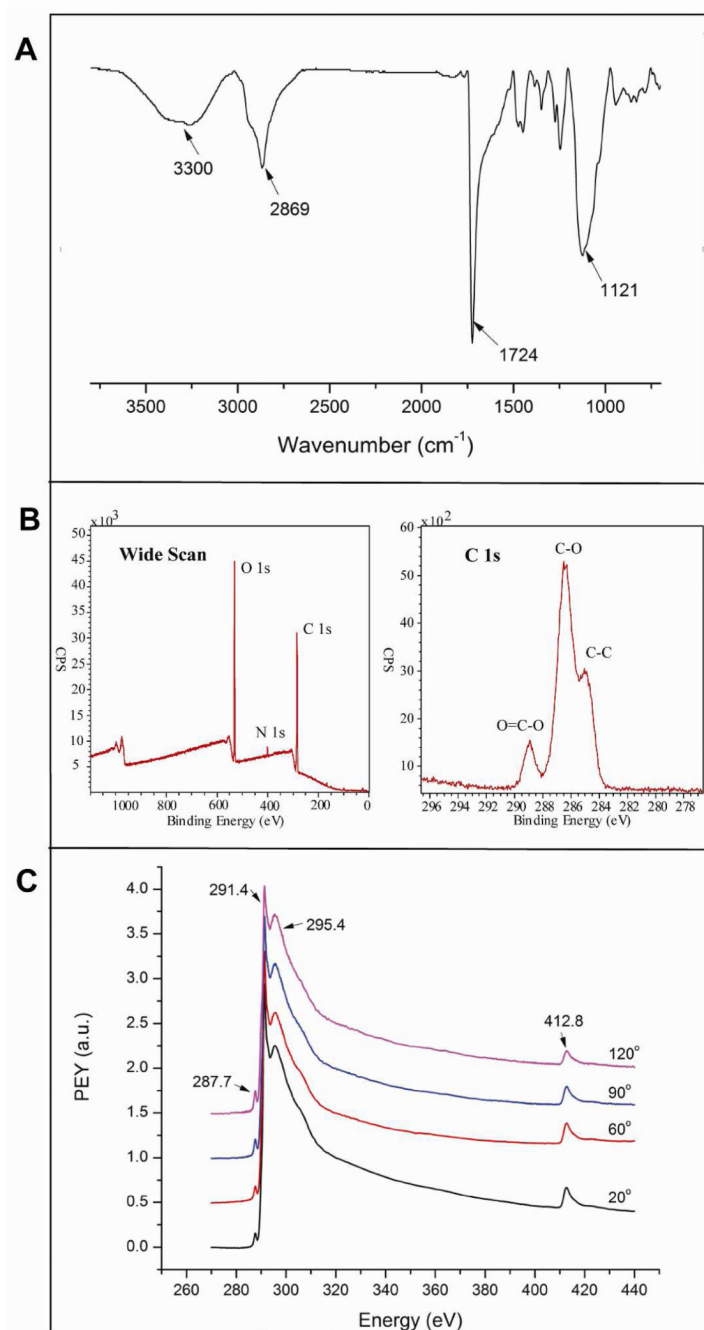 A
3300
2869
1724
1121
3500 3000 2500 2000 1500 1000
Wavenumber (cm⁻¹)
B
x10³
50
45
40
35
30
25
20
15
10
5
Wide Scan
O 1s
C 1s
N 1s
CPS
1000 800 600 400 200 0
Binding Energy (eV)
x10²
60
50
40
30
20
10
C 1s
C-O
C-C
O=C-O
CPS
296 294 292 290 288 286 284 282 280 278
Binding Energy (eV)
C
4.0
3.5
3.0
2.5
2.0
1.5
1.0
0.5
0.0
PEY (a.u.)
291.4
295.4
287.7
412.8
120°
90°
60°
20°
260 280 300 320 340 360 380 400 420 440
Energy (eV)